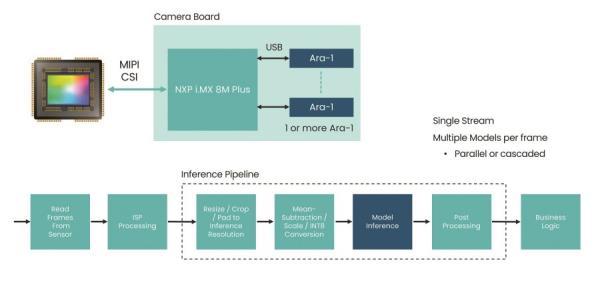 Camera Board
MIPI
CSI
NXP i.MX 8M Plus
USB
Ara-1
Ara-1
1 or more Ara-1
Single Stream
Multiple Models per frame
• Parallel or cascaded
Inference Pipeline
Read
Frames
From
Sensor
ISP
Processing
Resize / Crop
/ Pad to
Inference
Resolution
Mean-
Subtraction /
Scale / INT8
Conversion
Model
Inference
Post
Processing
Business
Logic